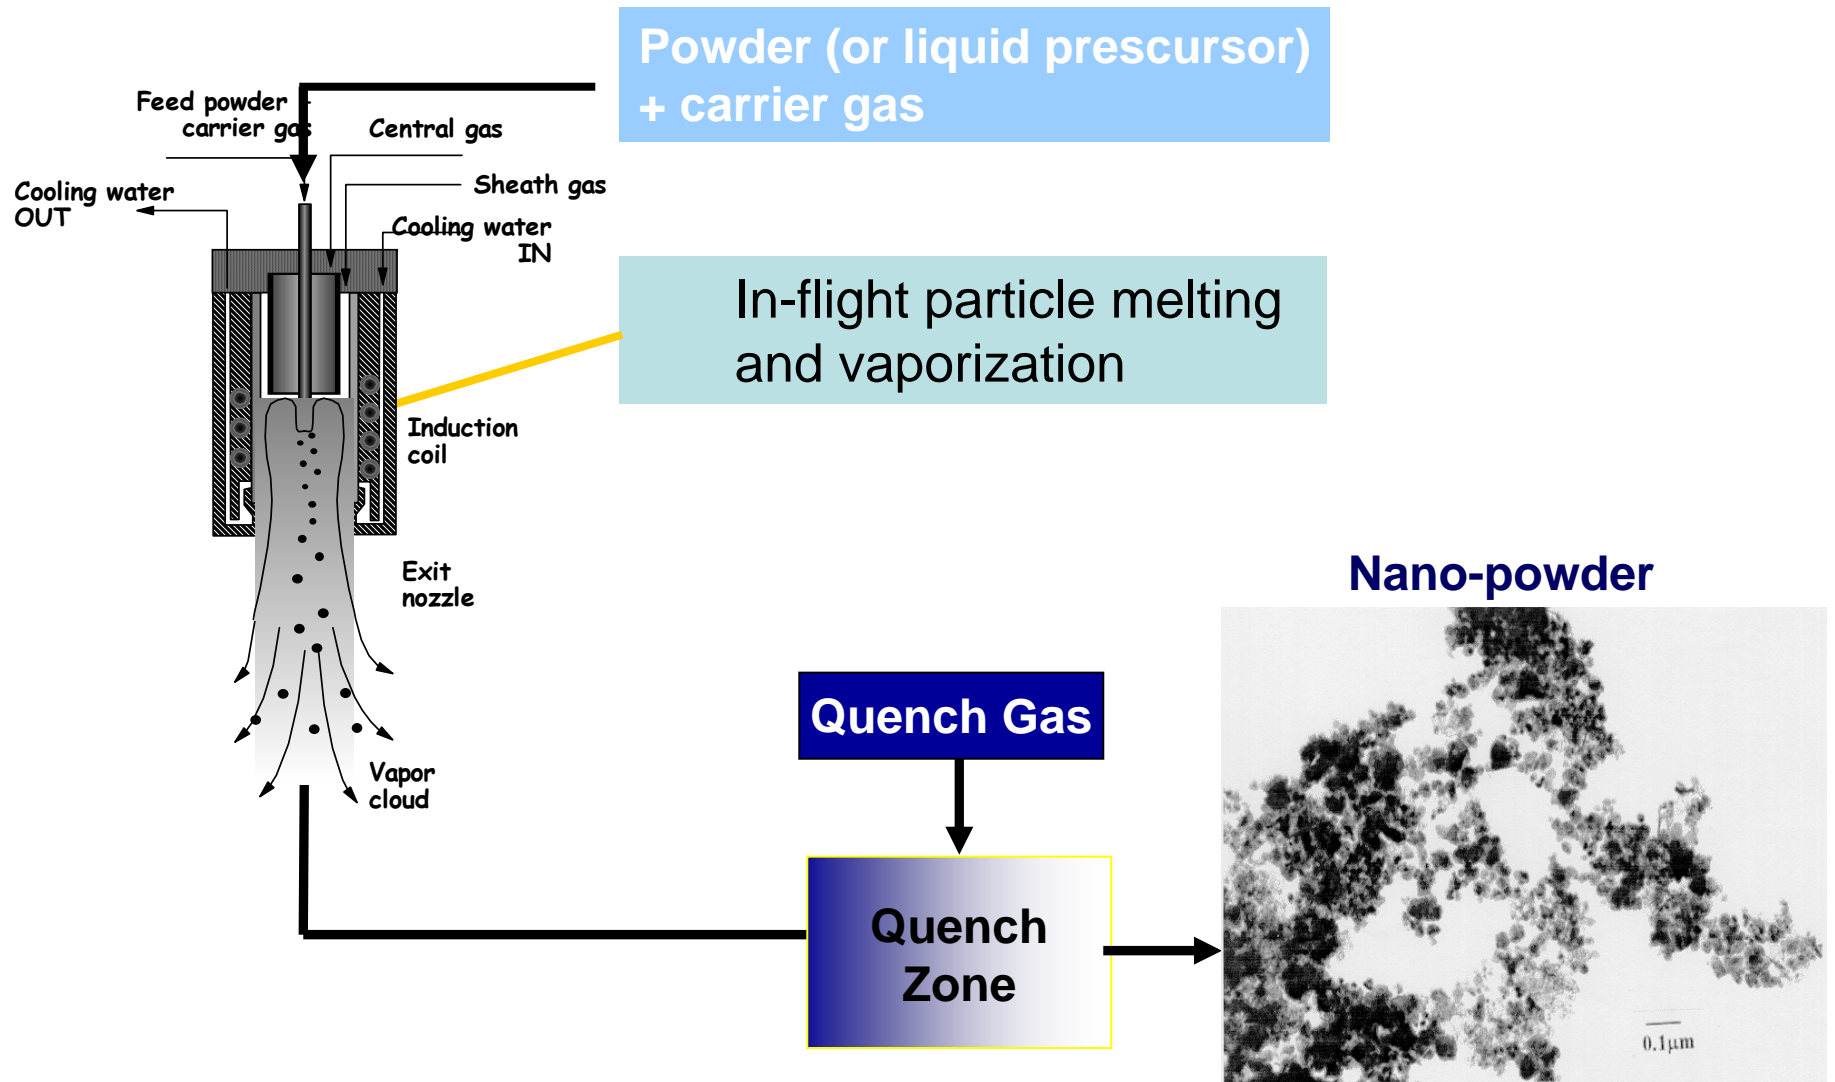 Powder (or liquid prescursor)
+ carrier gas
Feed powder +
carrier gas
Central gas
Sheath gas
Cooling water
OUT
Cooling water
IN
In-flight particle melting
and vaporization
Induction
coil
Exit
nozzle
Nano-powder
Quench Gas
Vapor
cloud
Quench
Zone
0.1µm